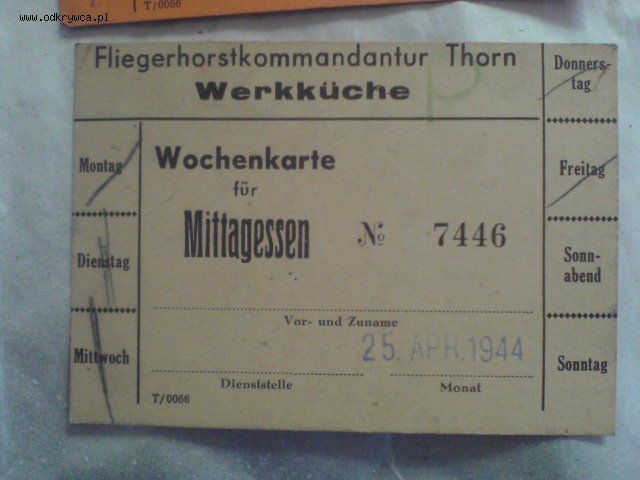 www.odkrywca.pl
T/0066
Fliegerhorstkommandantur Thorn
Werkküche
Montag
Dienstag
Mittwoch
Wochenkarte
für
Mittagessen № 7446
Vor- und Zuname
25. APR. 1944
Dienststelle Monat
T/0066
Donners-
tag
Freitag
Sonn-
abend
Sonntag